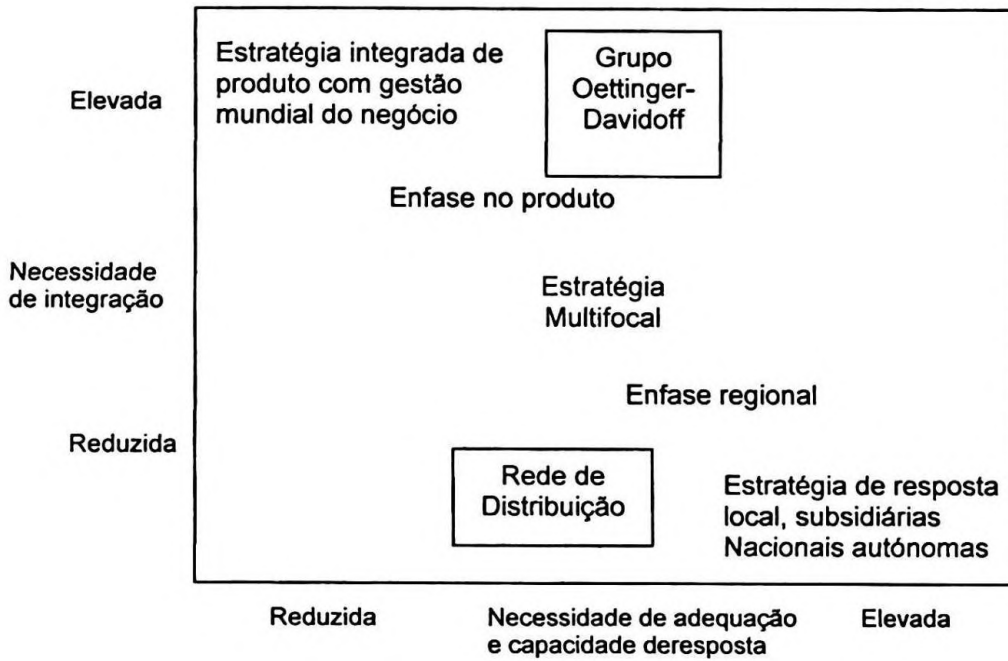 Estratégia integrada de
produto com gestão
mundial do negócio
Grupo
Oettinger-
Davidoff
Elevada
Enfase no produto
Necessidade
de integração
Estratégia
Multifocal
Enfase regional
Reduzida
Rede de
Distribuição
Estratégia de resposta
local, subsidiárias
Nacionais autónomas
Reduzida
Necessidade de adequação
e capacidade deresposta
Elevada